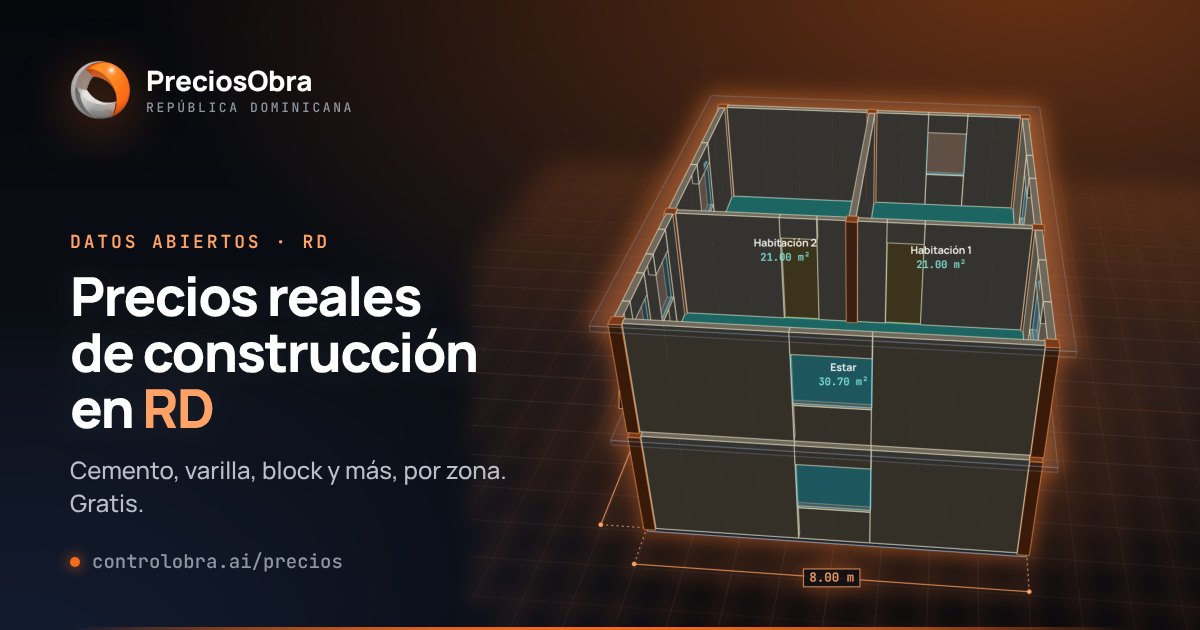 PreciosObra
REPÚBLICA DOMINICANA
DATOS ABIERTOS · RD
Precios reales
de construcción
en RD
Cemento, varilla, block y más, por zona.
Gratis.
controlobra.ai/precios
Habitación 2
21.00 m²
Habitación 1
21.00 m²
Estar
30.70 m²
8.00 m